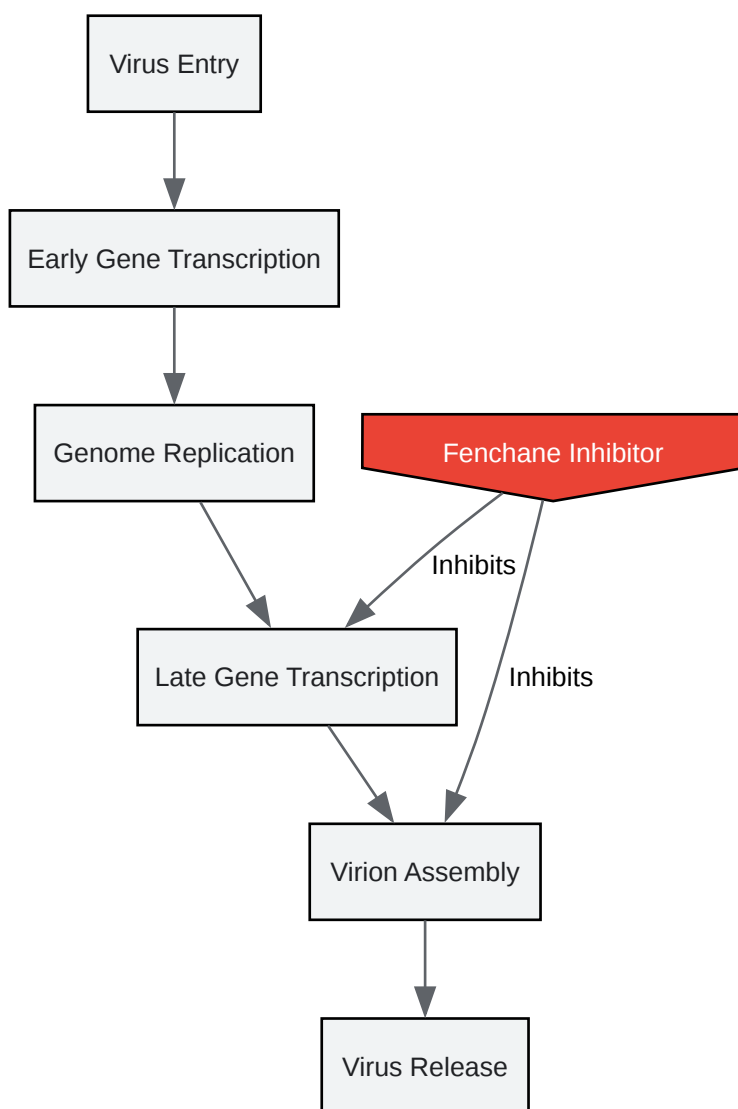 Virus Entry
Early Gene Transcription
Genome Replication
Fenchane Inhibitor
Inhibits
Late Gene Transcription
Inhibits
Virion Assembly
Virus Release